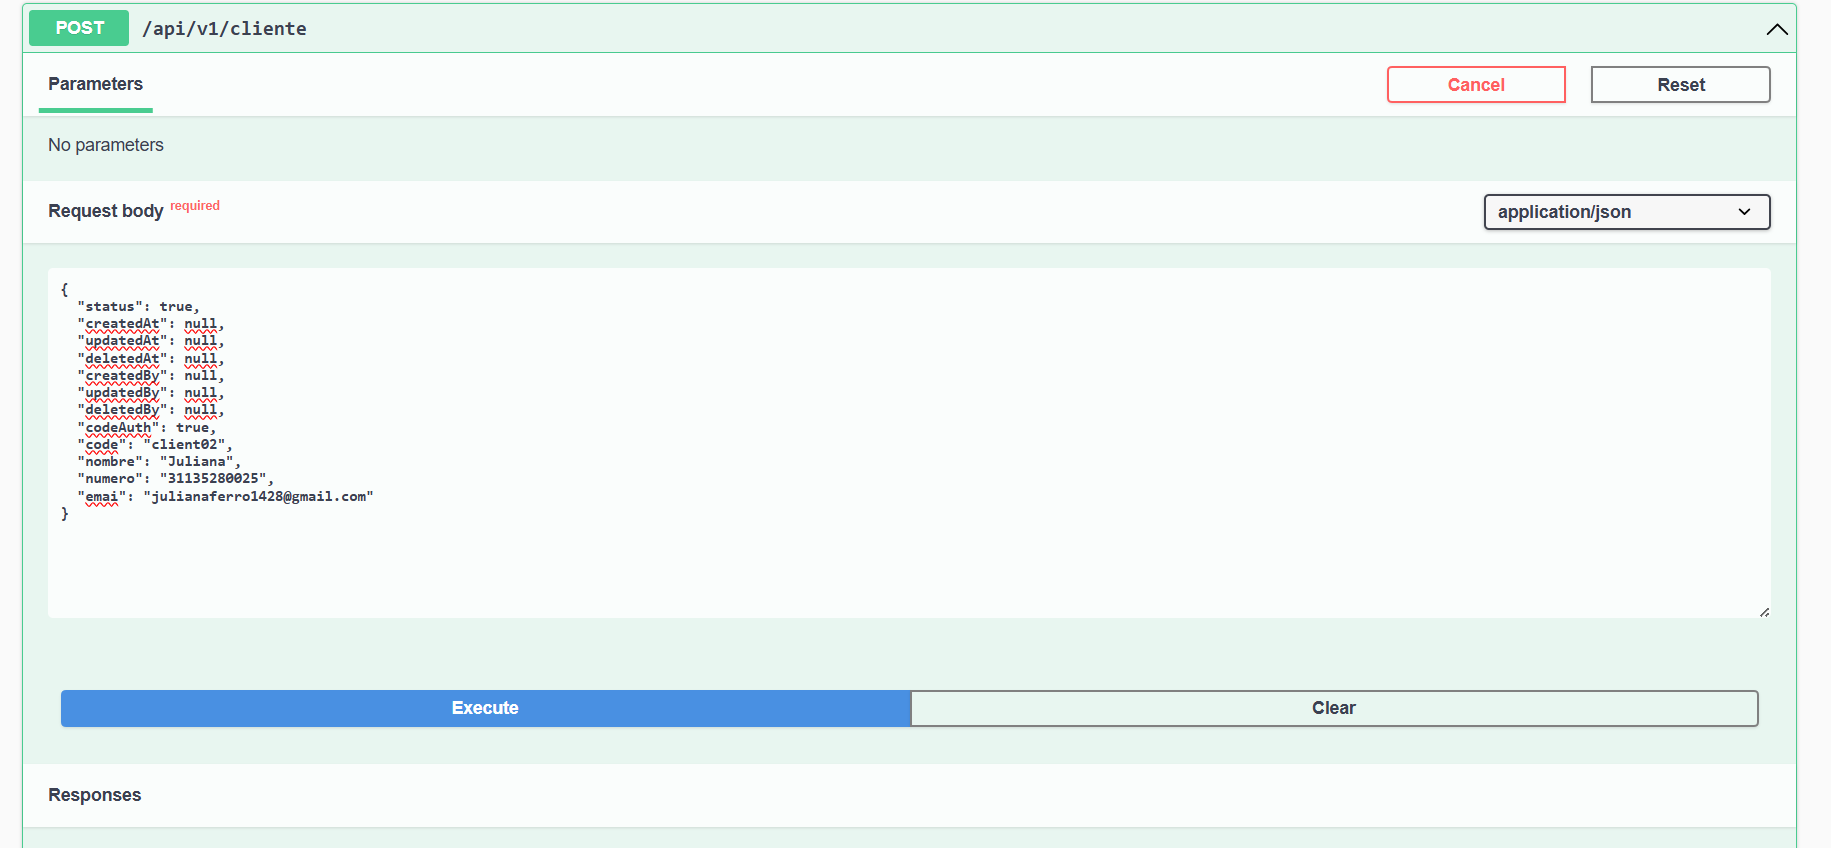 POST /api/v1/cliente
Parameters
Cancel
Reset
No parameters
Request body required
application/json
{
  "status": true,
  "createdAt": null,
  "updatedAt": null,
  "deletedAt": null,
  "createdBy": null,
  "updatedBy": null,
  "deletedBy": null,
  "codeAuth": true,
  "code": "client02",
  "nombre": "Juliana",
  "numero": "31135280025",
  "emai": "julianaferro1428@gmail.com"
}
Execute
Clear
Responses